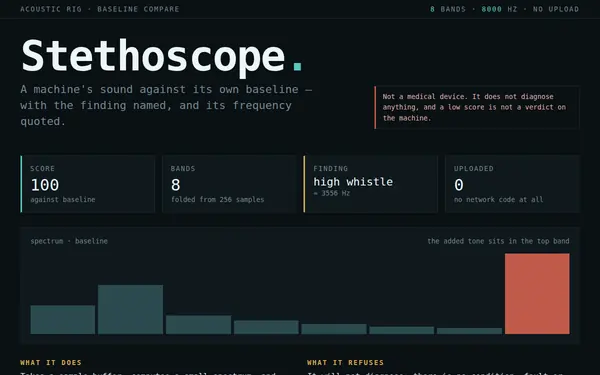 ACOUSTIC RIG · BASELINE COMPARE
8 BANDS · 8000 HZ · NO UPLOAD
Stethoscope.
A machine's sound against its own baseline —
with the finding named, and its frequency
quoted.
Not a medical device. It does not diagnose
anything, and a low score is not a verdict on
the machine.
SCORE
100
against baseline
BANDS
8
folded from 256 samples
FINDING
high whistle
≈ 3556 Hz
UPLOADED
0
no network code at all
spectrum · baseline
the added tone sits in the top band
WHAT IT DOES
WHAT IT REFUSES